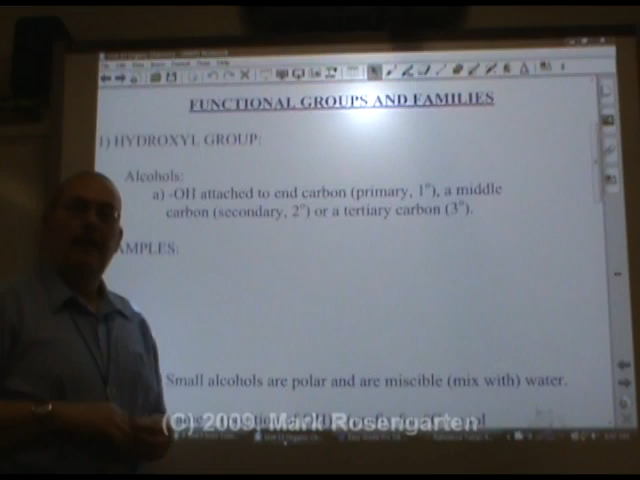 FUNCTIONAL GROUPS AND FAMILIES
1) HYDROXYL GROUP:
Alcohols:
a) -OH attached to end carbon (primary, 1°), a middle
carbon (secondary, 2°) or a tertiary carbon (3°).
AMPLES:
Small alcohols are polar and are miscible (mix with) water.
(C) 2009, Mark Rosengarten